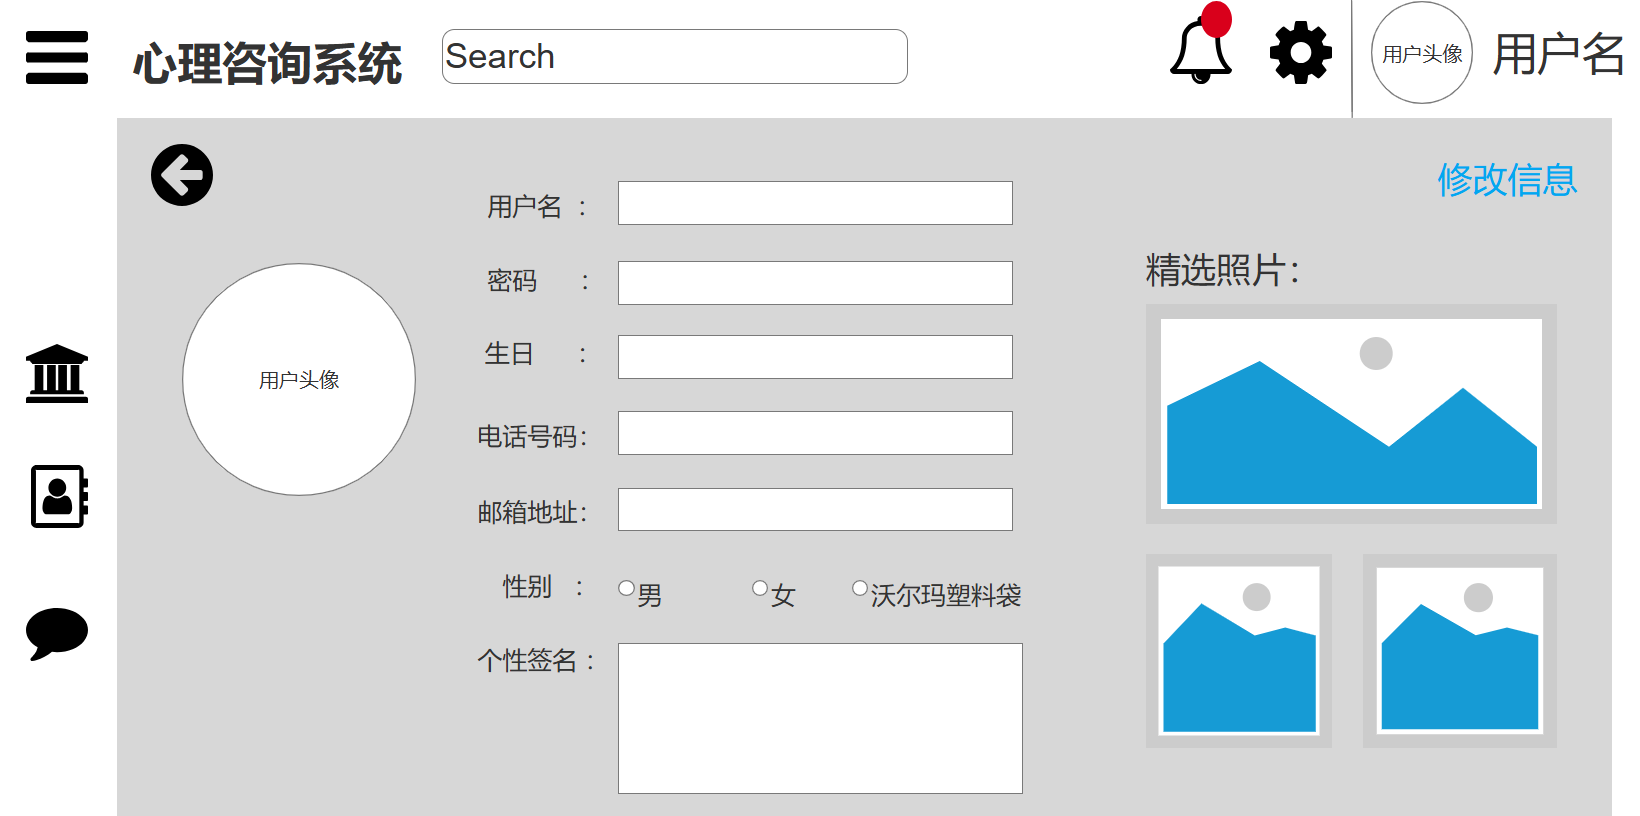 心理咨询系统
Search
用户头像
用户名
修改信息
用户头像
用户名 ：
密码 ：
生日 ：
电话号码：
邮箱地址：
性别 ：
男
女
沃尔玛塑料袋
个性签名：
精选照片：